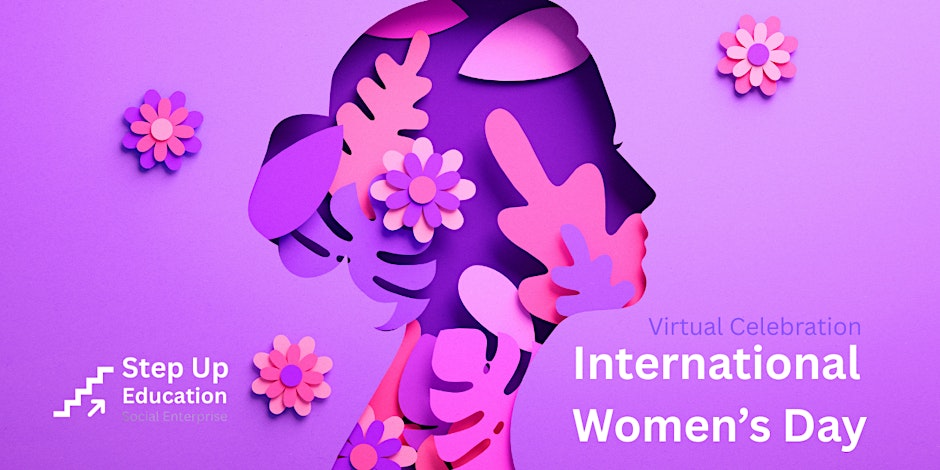 Virtual Celebration
International
Women's Day
Step Up
Education
Social Enterprise